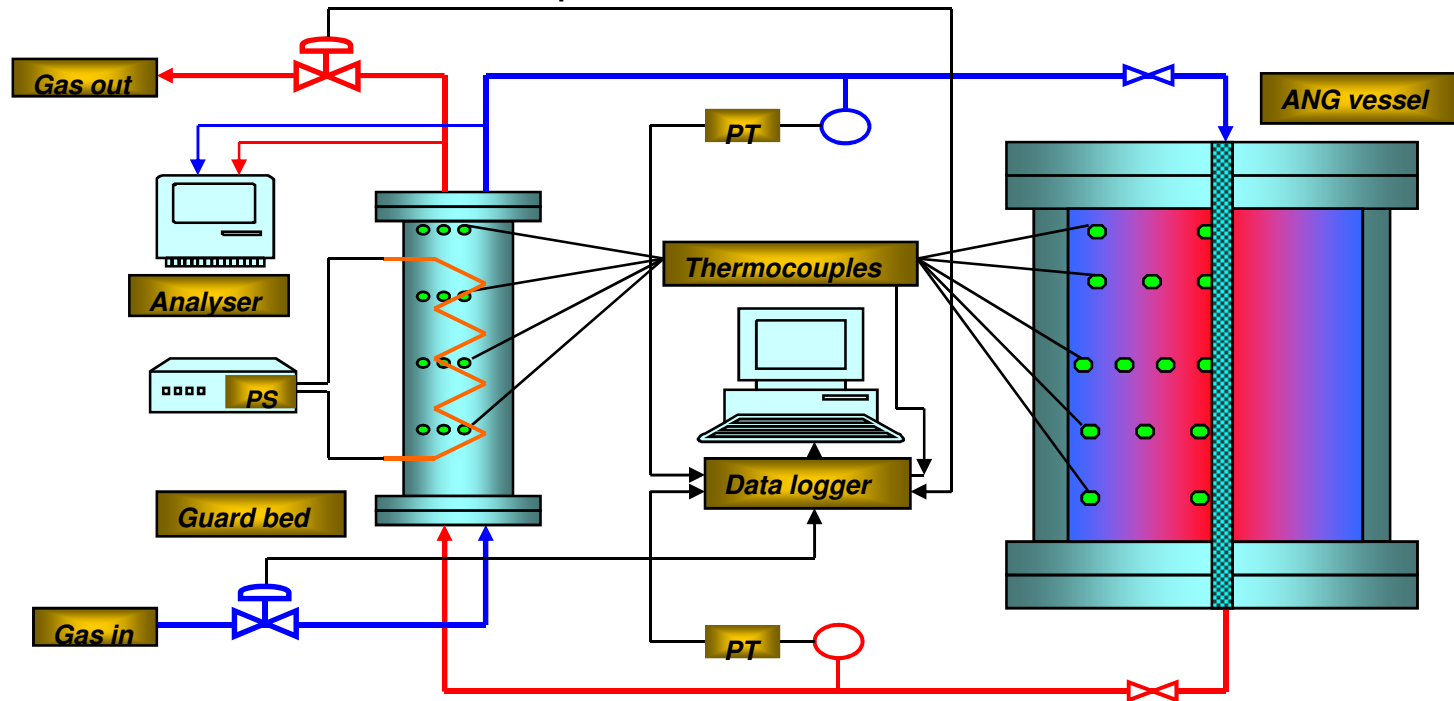 Gas out
ANG vessel
PT
Thermocouples
Analyser
PS
Data logger
Guard bed
Gas in
PT